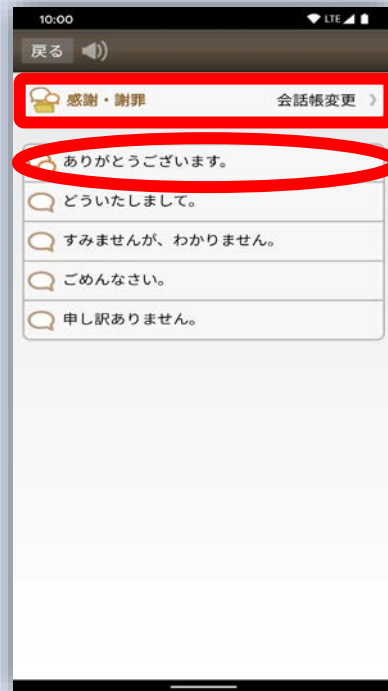 10:00 LTE
戻る
感謝・謝罪 会話帳変更
ありがとうございます。
どういたしまして。
すみませんが、わかりません。
ごめんなさい。
申し訳ありません。